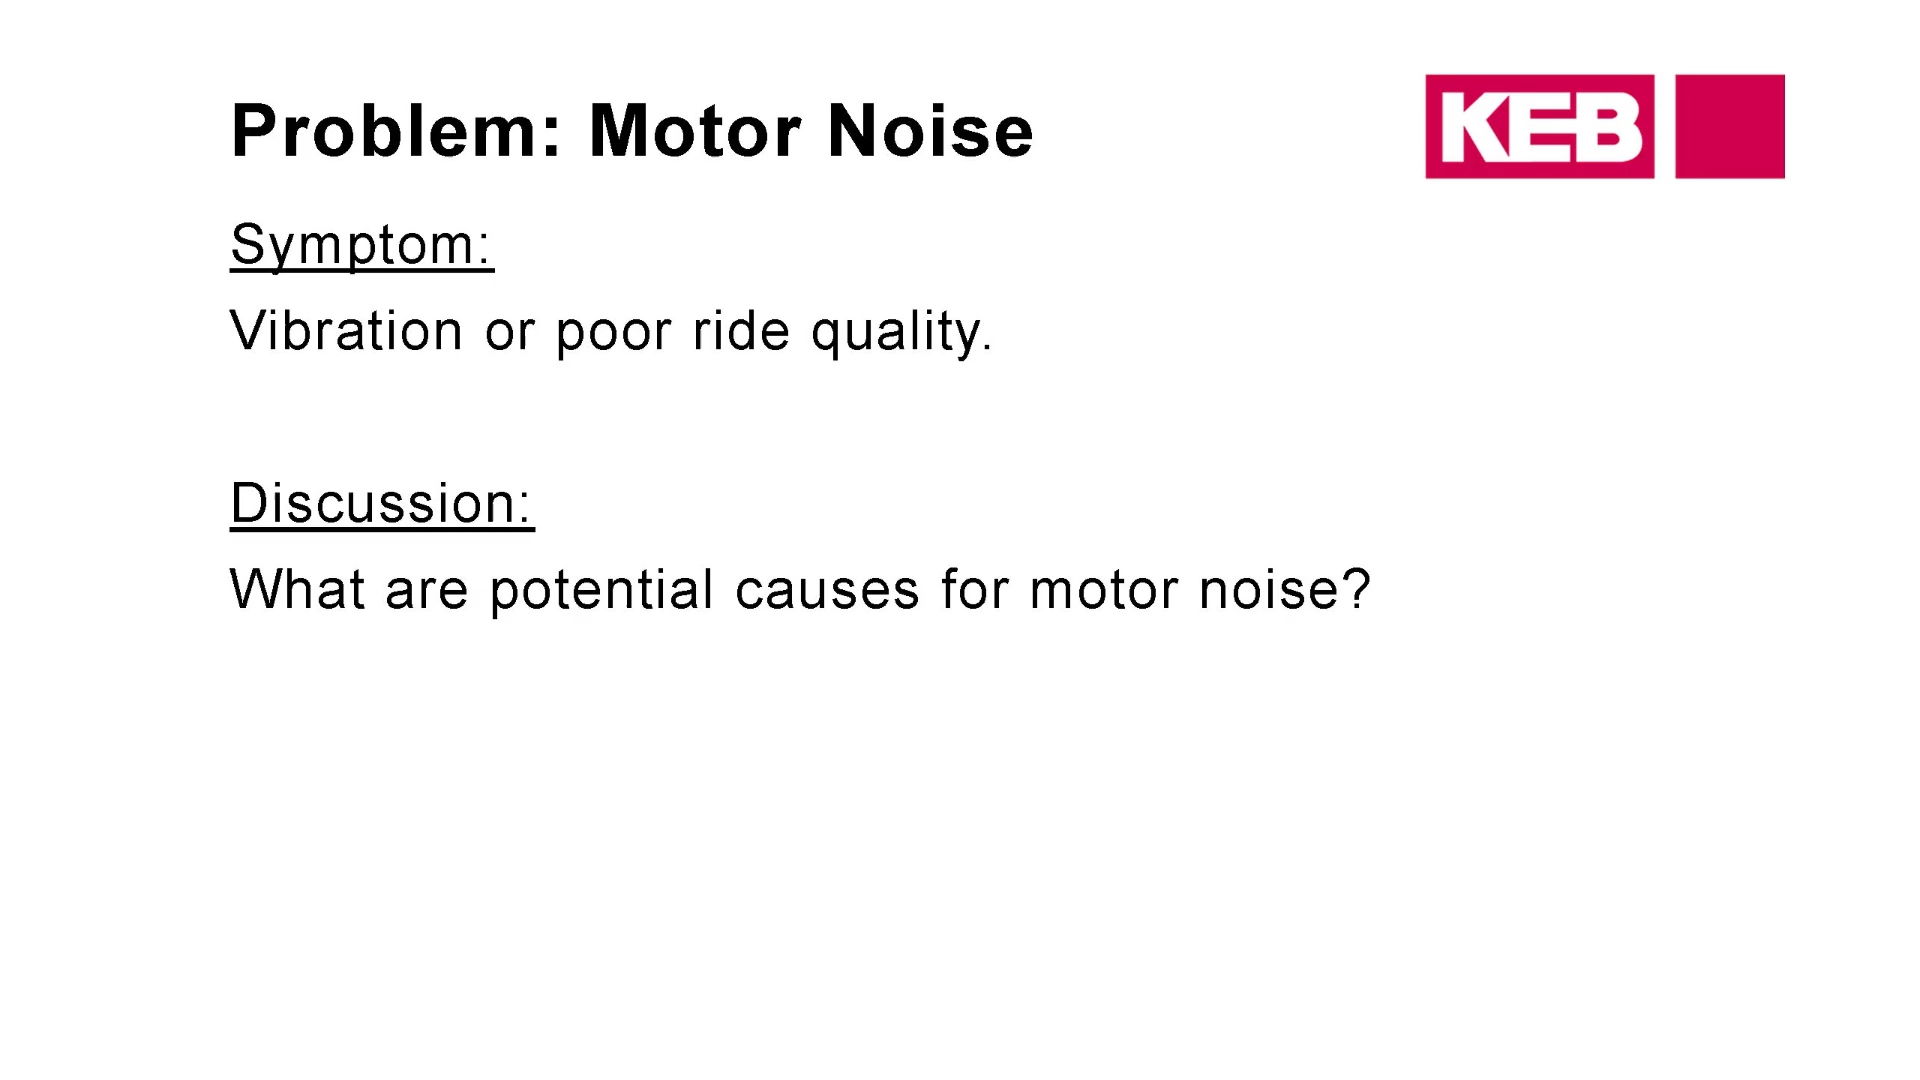 Problem: Motor Noise
KEB
Symptom:
Vibration or poor ride quality.
Discussion:
What are potential causes for motor noise?